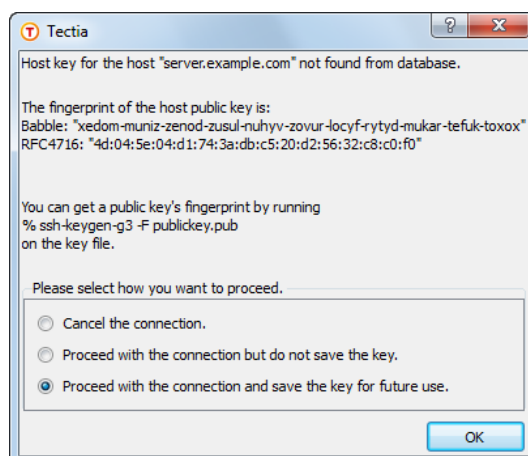 Tectia
Host key for the host "server.example.com" not found from database.
The fingerprint of the host public key is:
Babble: "xedom-muniz-zenod-zusul-nuhyv-zovur-locyf-rytyd-mukar-tefuk-toxox"
RFC4716: "4d:04:5e:04:d1:74:3a:db:c5:20:d2:56:32:c8:c0:f0"
You can get a public key's fingerprint by running
% ssh-keygen-g3 -F publickey.pub
on the key file.
Please select how you want to proceed.
Cancel the connection.
Proceed with the connection but do not save the key.
Proceed with the connection and save the key for future use.
OK